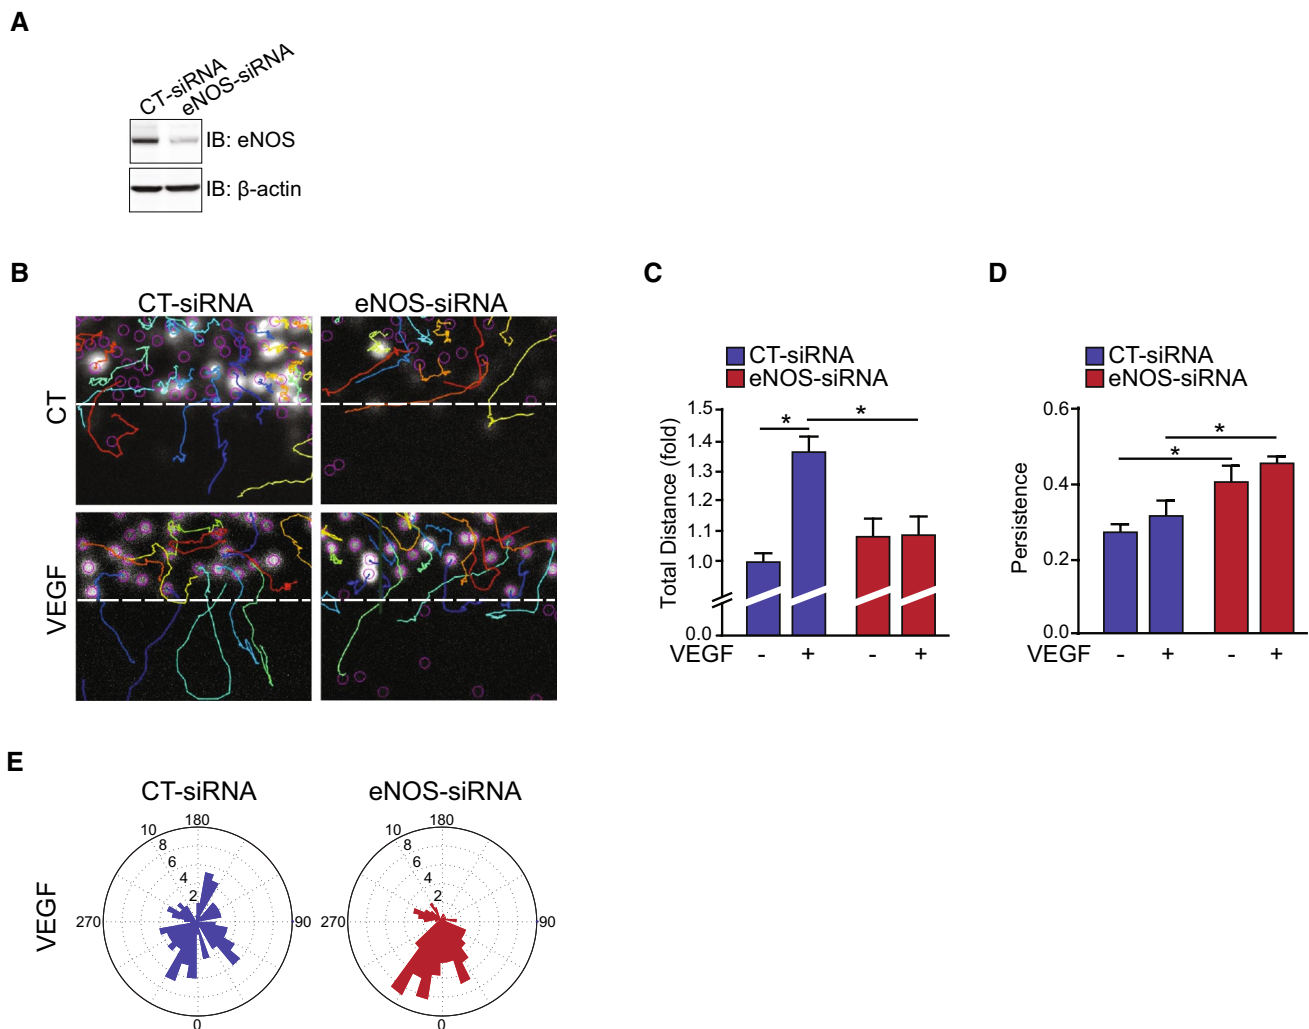 A
CT-siRNA
eNOS-siRNA
IB: eNOS
IB: β-actin
B
CT-siRNA
eNOS-siRNA
CT
VEGF
C
CT-siRNA
eNOS-siRNA
Total Distance (fold)
1.5
1.4
1.3
1.2
1.1
1.0
0.0
*
*
VEGF - + - +
D
CT-siRNA
eNOS-siRNA
Persistence
0.6
0.4
0.2
0.0
*
*
VEGF - + - +
E
VEGF
CT-siRNA
180
10
8
6
4
2
270
90
0
eNOS-siRNA
180
10
8
6
4
2
270
90
0